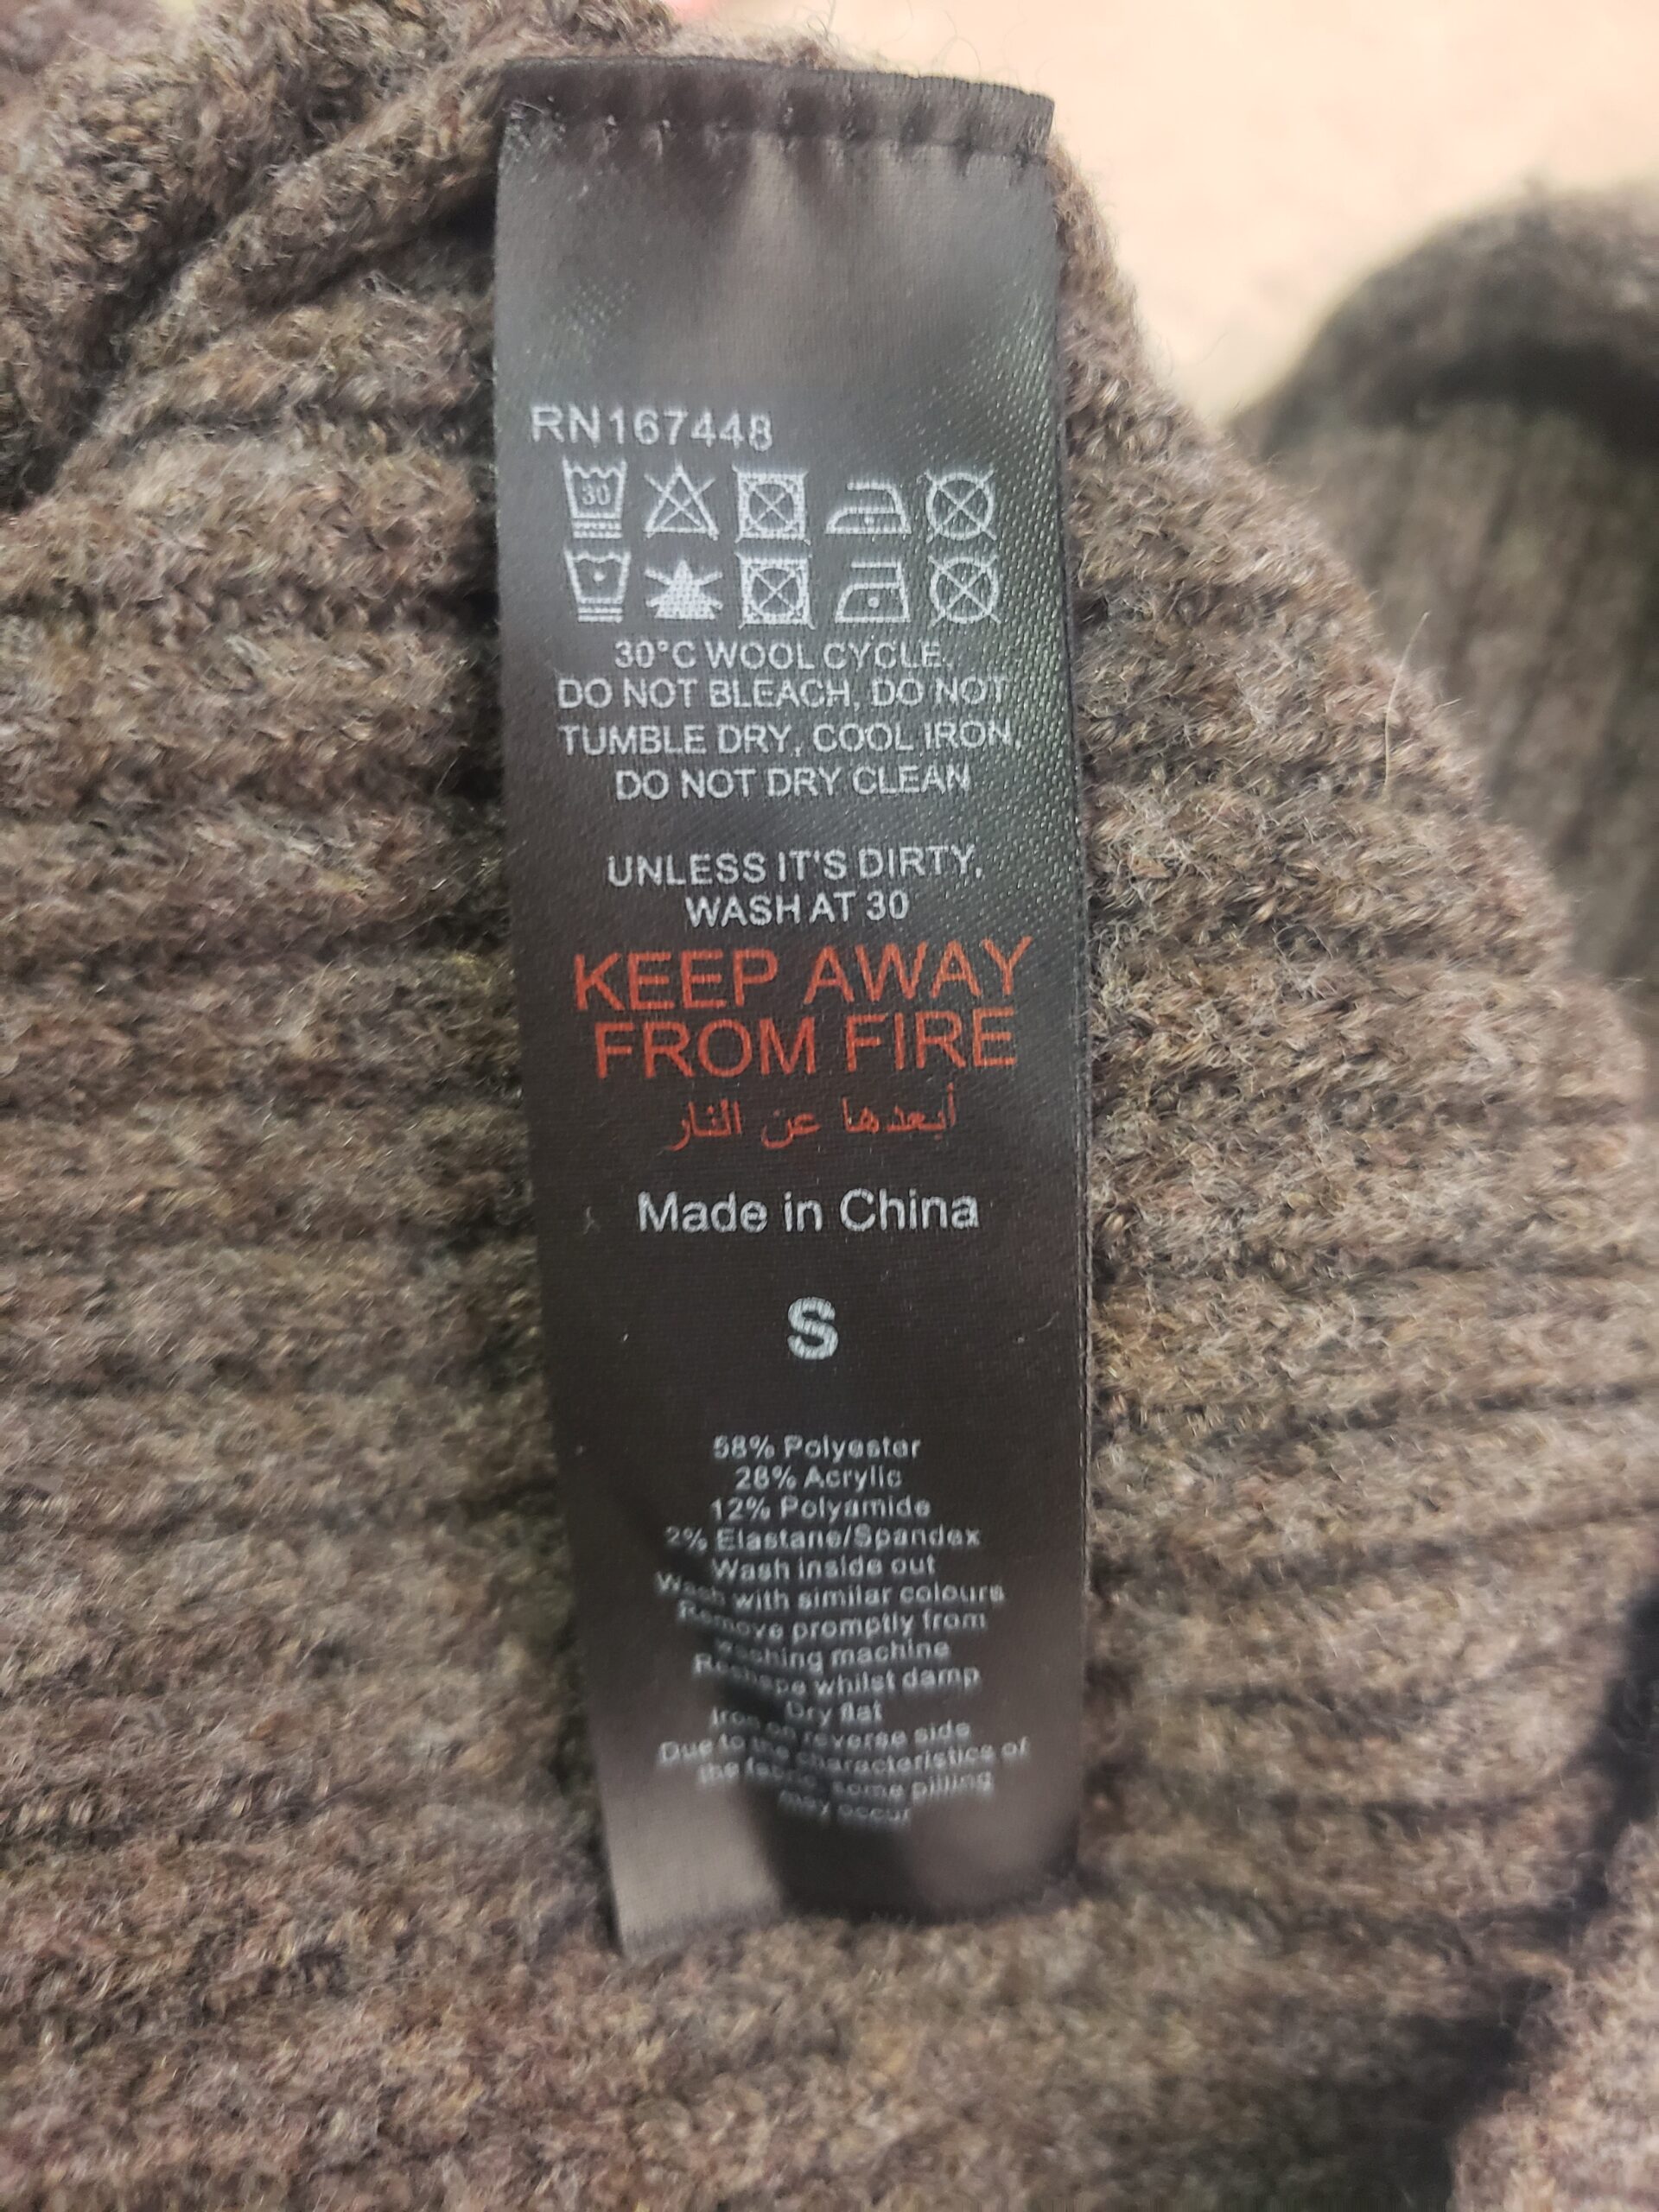 RN167448
30
30°C WOOL CYCLE,
DO NOT BLEACH, DO NOT
TUMBLE DRY, COOL IRON,
DO NOT DRY CLEAN
UNLESS IT'S DIRTY,
WASH AT 30
KEEP AWAY
FROM FIRE
أبعدها عن النار
Made in China
S
58% Polyester
28% Acrylic
12% Polyamide
2% Elastane/Spandex
Wash inside out
Wash with similar colours
Remove promptly from
washing machine
Reshape whilst damp
Dry flat
Iron on reverse side
Due to the characteristics of
the fabric, some pilling
may occur